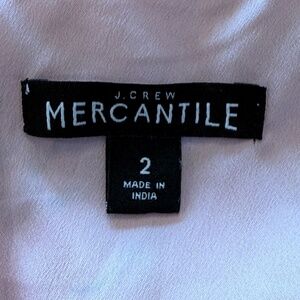 J.CREW
MERCANTILE
2
MADE IN
INDIA